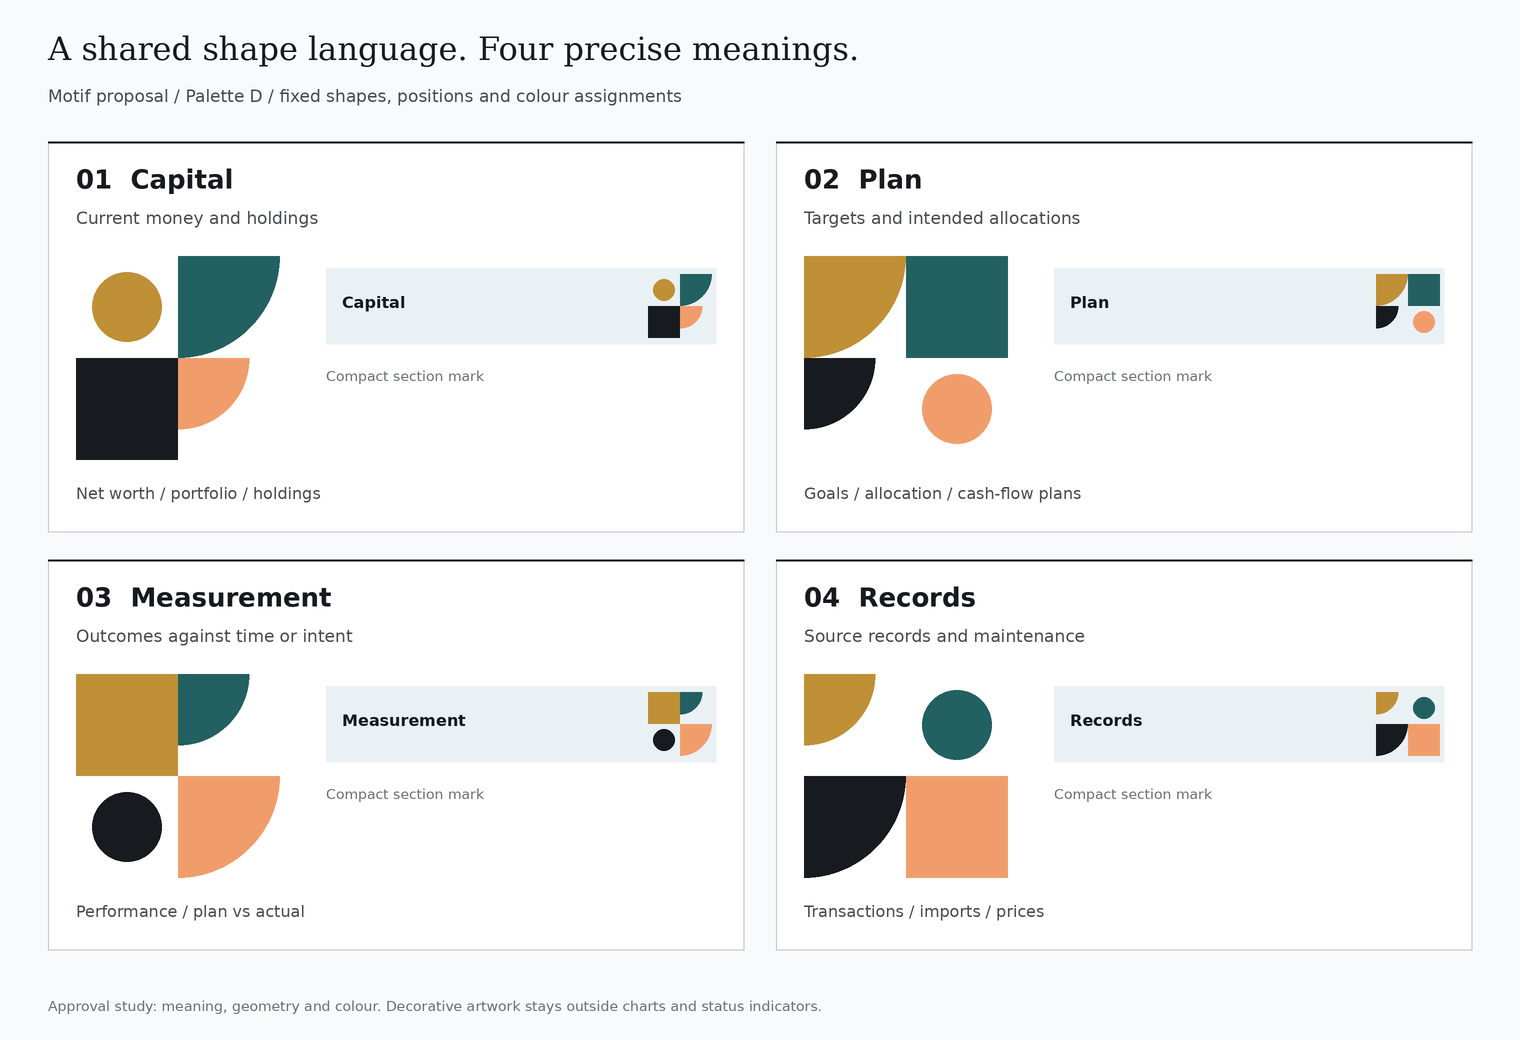 A shared shape language. Four precise meanings.
Motif proposal / Palette D / fixed shapes, positions and colour assignments
01 Capital
Current money and holdings
Capital
Compact section mark
Net worth / portfolio / holdings
02 Plan
Targets and intended allocations
Plan
Compact section mark
Goals / allocation / cash-flow plans
03 Measurement
Outcomes against time or intent
Measurement
Compact section mark
Performance / plan vs actual
04 Records
Source records and maintenance
Records
Compact section mark
Transactions / imports / prices
Approval study: meaning, geometry and colour. Decorative artwork stays outside charts and status indicators.